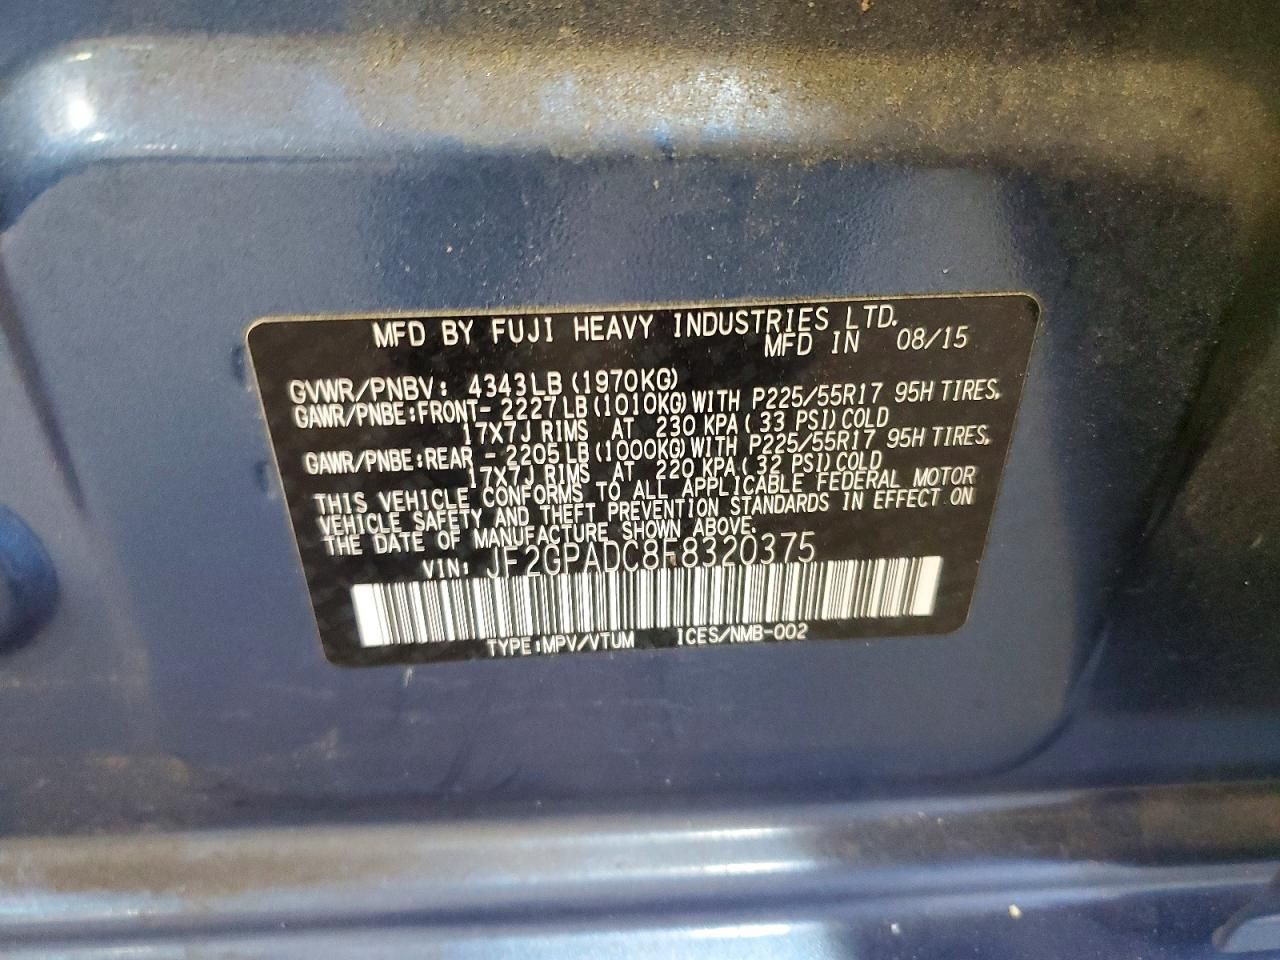 MFD BY FUJI HEAVY INDUSTRIES LTD.
MFD IN 08/15
GVWR/PNBV: 4343LB (1970KG)
GAWR/PNBE:FRONT- 2227LB (1010KG) WITH P225/55R17 95H TIRES,
17X7J RIMS AT 230 KPA ( 33 PSI) COLD
GAWR/PNBE:REAR - 2205LB (1000KG) WITH P225/55R17 95H TIRES,
17X7J RIMS AT 220 KPA ( 32 PSI) COLD
THIS VEHICLE CONFORMS TO ALL APPLICABLE FEDERAL MOTOR
VEHICLE SAFETY AND THEFT PREVENTION STANDARDS IN EFFECT ON
THE DATE OF MANUFACTURE SHOWN ABOVE.
VIN: JF2GPADC8F8320375
TYPE:MPV/VTUM ICES/NMB-002